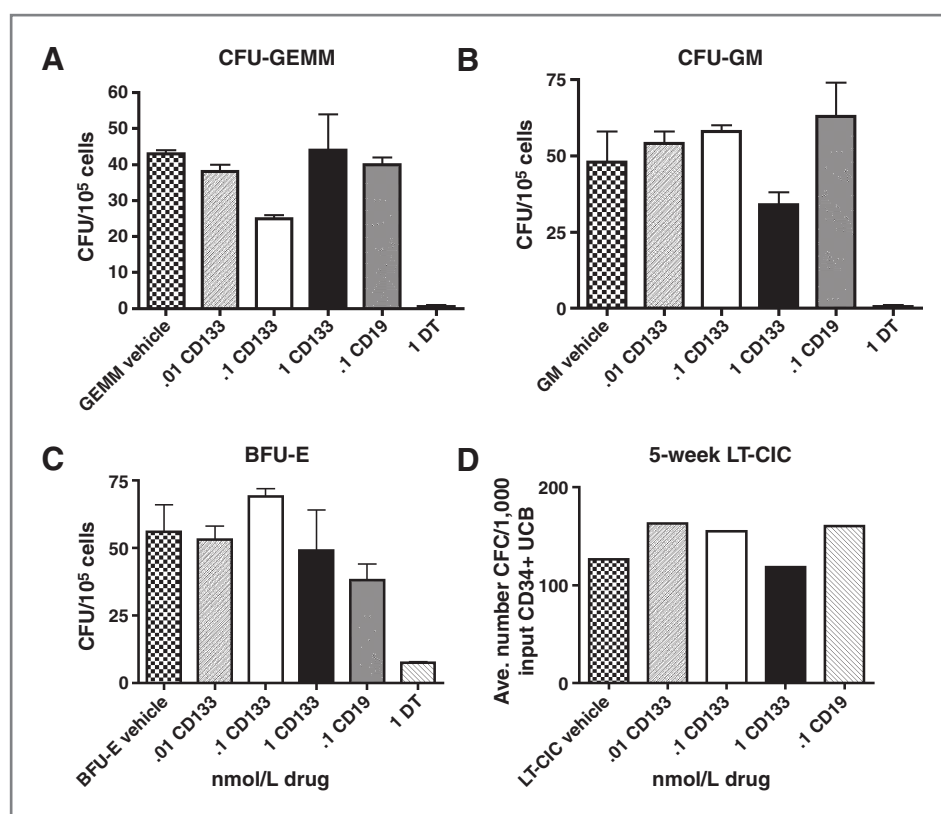 A
CFU-GEMM
CFU/10⁵ cells
60
50
40
30
20
10
0
GEMM vehicle
.01 CD133
.1 CD133
1 CD133
.1 CD19
1 DT
B
CFU-GM
CFU/10⁵ cells
75
50
25
0
GM vehicle
.01 CD133
.1 CD133
1 CD133
.1 CD19
1 DT
C
BFU-E
CFU/10⁵ cells
75
50
25
0
BFU-E vehicle
.01 CD133
.1 CD133
1 CD133
.1 CD19
1 DT
nmol/L drug
D
5-week LT-CIC
Ave. number CFC/1,000
input CD34+ UCB
200
100
0
LT-CIC vehicle
.01 CD133
.1 CD133
1 CD133
.1 CD19
nmol/L drug